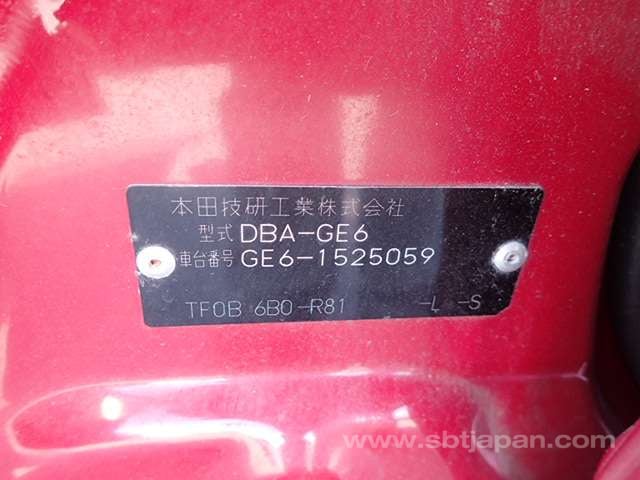 本田技研工業株式会社
型式 DBA-GE6
車台番号 GE6-1525059
TF0B 6B0-R81 -L -S
www.sbtjapan.com